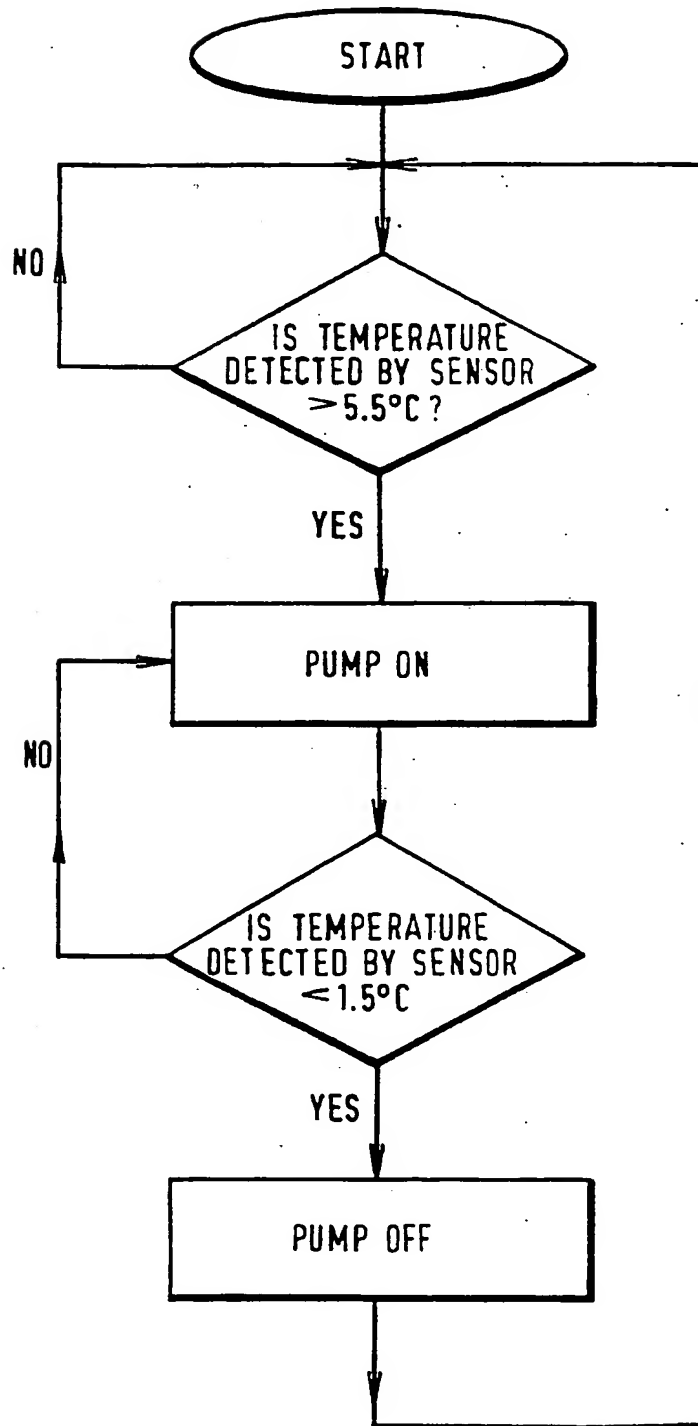 START
NO
IS TEMPERATURE
DETECTED BY SENSOR
>5.5°C?
YES
PUMP ON
NO
IS TEMPERATURE
DETECTED BY SENSOR
<1.5°C
YES
PUMP OFF